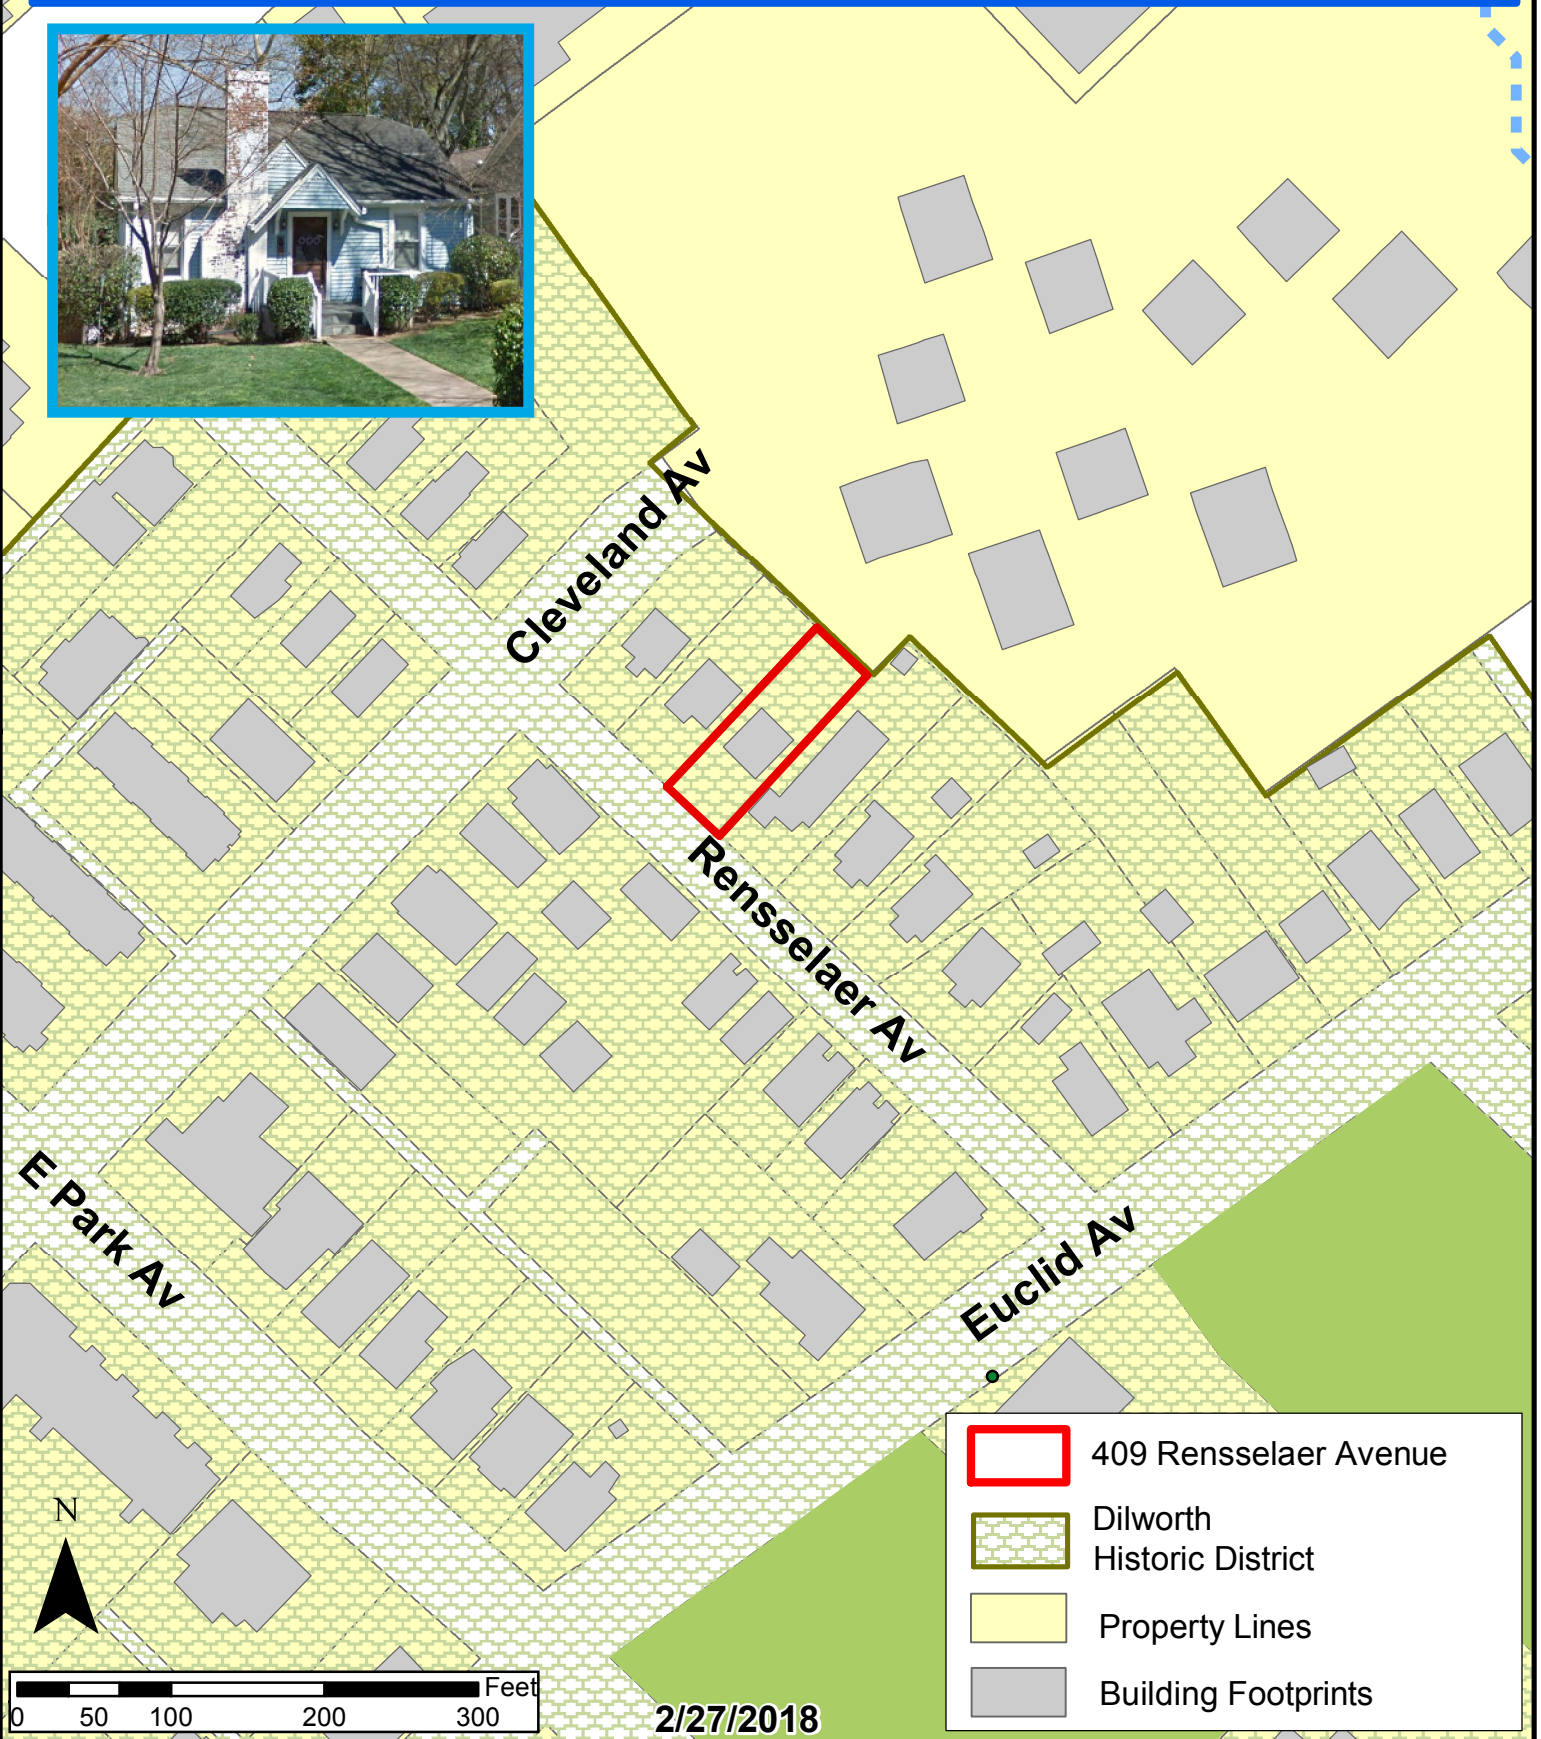 Cleveland Av
Rensselaer Av
E Park Av
Euclid Av
409 Rensselaer Avenue
Dilworth
Historic District
Property Lines
Building Footprints
N
Feet
0 50 100 200 300
2/27/2018